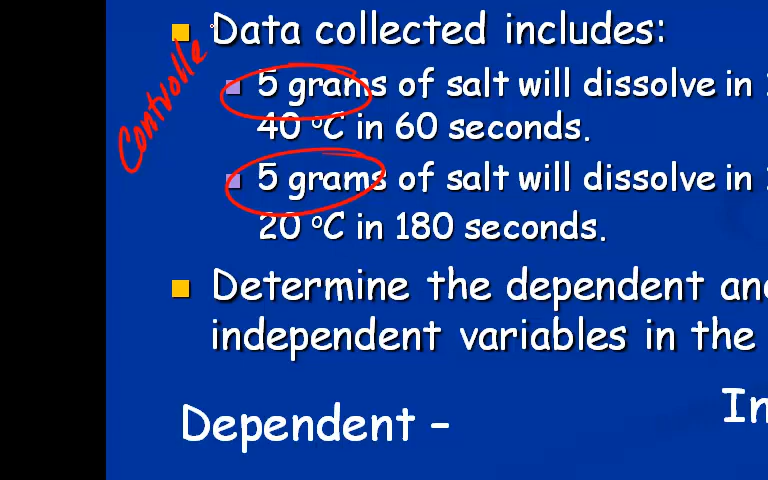 Data collected includes:
Controlle
5 grams of salt will dissolve in
40 °C in 60 seconds.
5 grams of salt will dissolve in
20 °C in 180 seconds.
Determine the dependent and
independent variables in the
Dependent – In